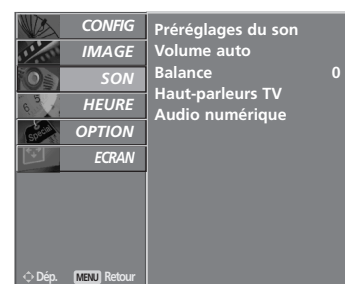 CONFIG
IMAGE
SON
HEURE
OPTION
ECRAN
Préréglages du son
Volume auto
Balance 0
Haut-parleurs TV
Audio numérique
Special
Dép. MENU Retour